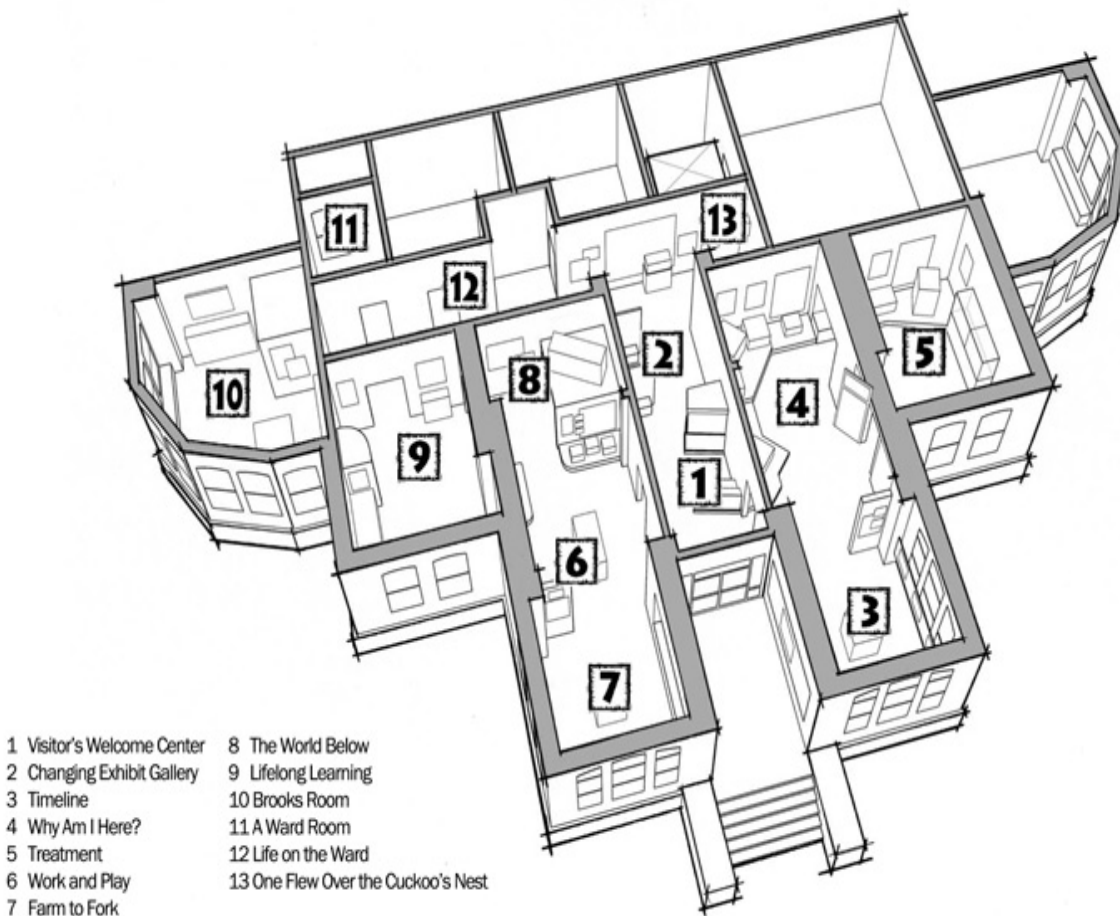 11
13
12
2
5
10
8
4
9
1
6
3
7
1 Visitor's Welcome Center
2 Changing Exhibit Gallery
3 Timeline
4 Why Am I Here?
5 Treatment
6 Work and Play
7 Farm to Fork
8 The World Below
9 Lifelong Learning
10 Brooks Room
11 A Ward Room
12 Life on the Ward
13 One Flew Over the Cuckoo's Nest